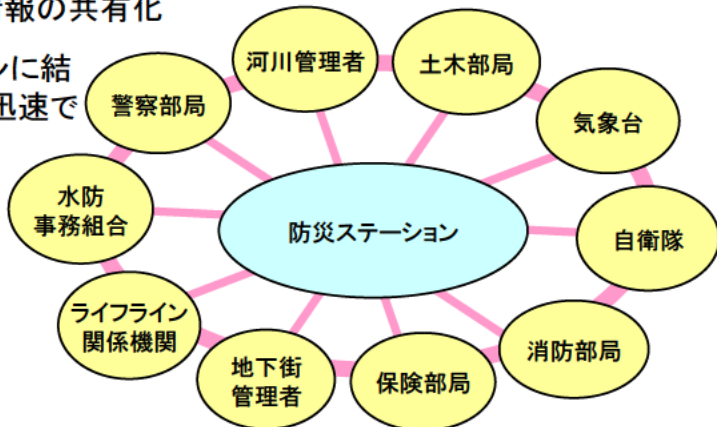 情報の共有化
ンに結
迅速で
河川管理者
土木部局
警察部局
気象台
水防
事務組合
防災ステーション
自衛隊
ライフライン
関係機関
消防部局
地下街
管理者
保険部局